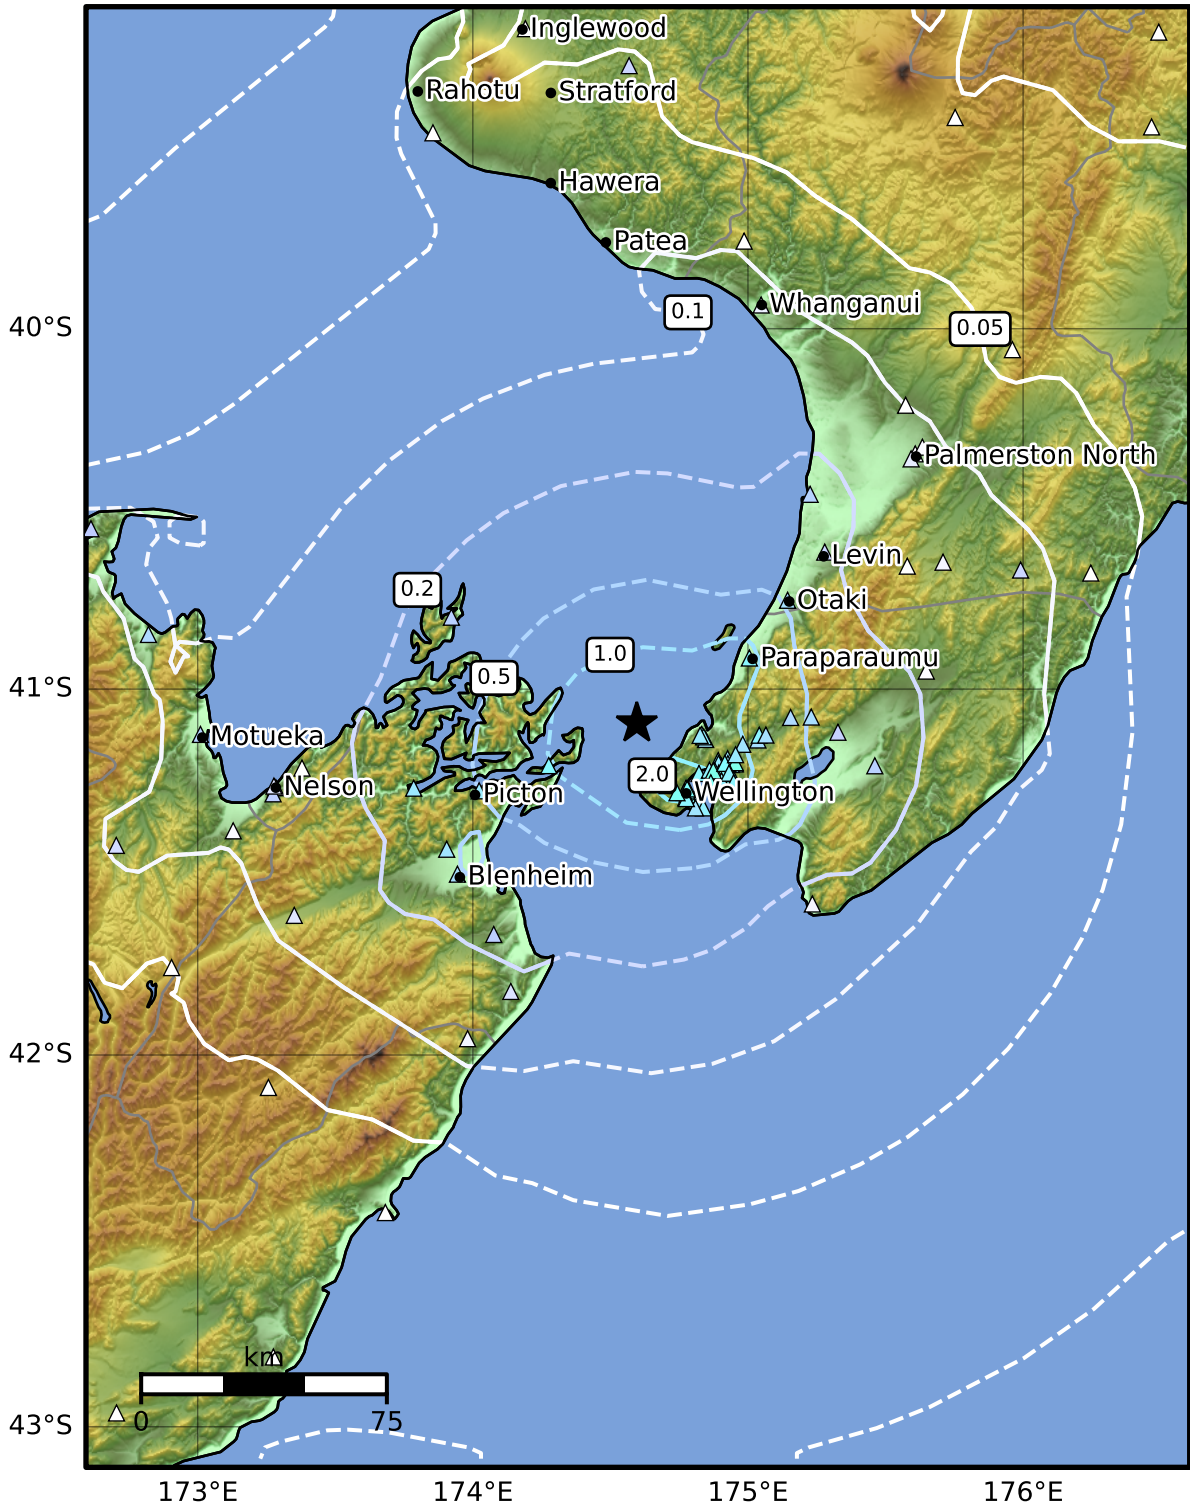 Inglewood
Rahotu
Stratford
Hawera
Patea
Whanganui
0.1
0.05
40°S
Palmerston North
Levin
0.2
Otaki
1.0
Paraparaumu
0.5
41°S
Motueka
2.0
Nelson
Picton
Wellington
Blenheim
42°S
km
0
75
43°S
173°E
174°E
175°E
176°E